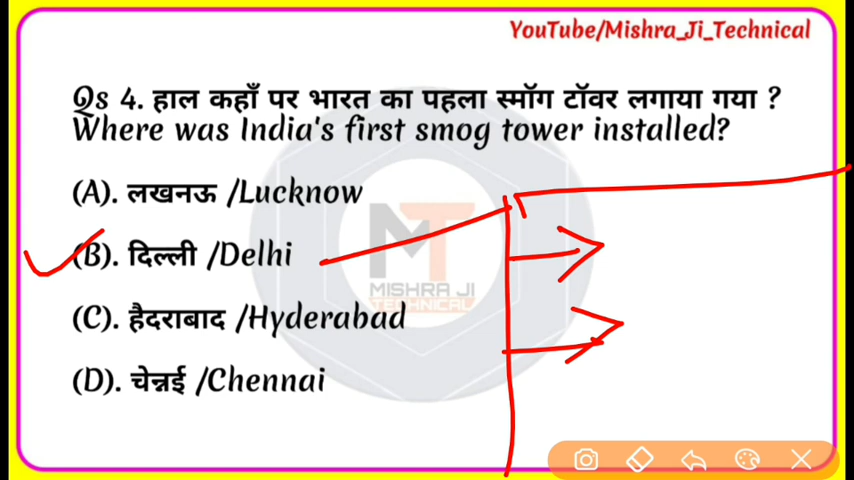 YouTube/Mishra_Ji_Technical
Qs 4. हाल कहाँ पर भारत का पहला स्मॉग टॉवर लगाया गया ?
Where was India's first smog tower installed?
(A). लखनऊ /Lucknow
(B). दिल्ली /Delhi
(C). हैदराबाद /Hyderabad
(D). चेन्नई /Chennai
MT
MISHRA JI
TECHNICAL